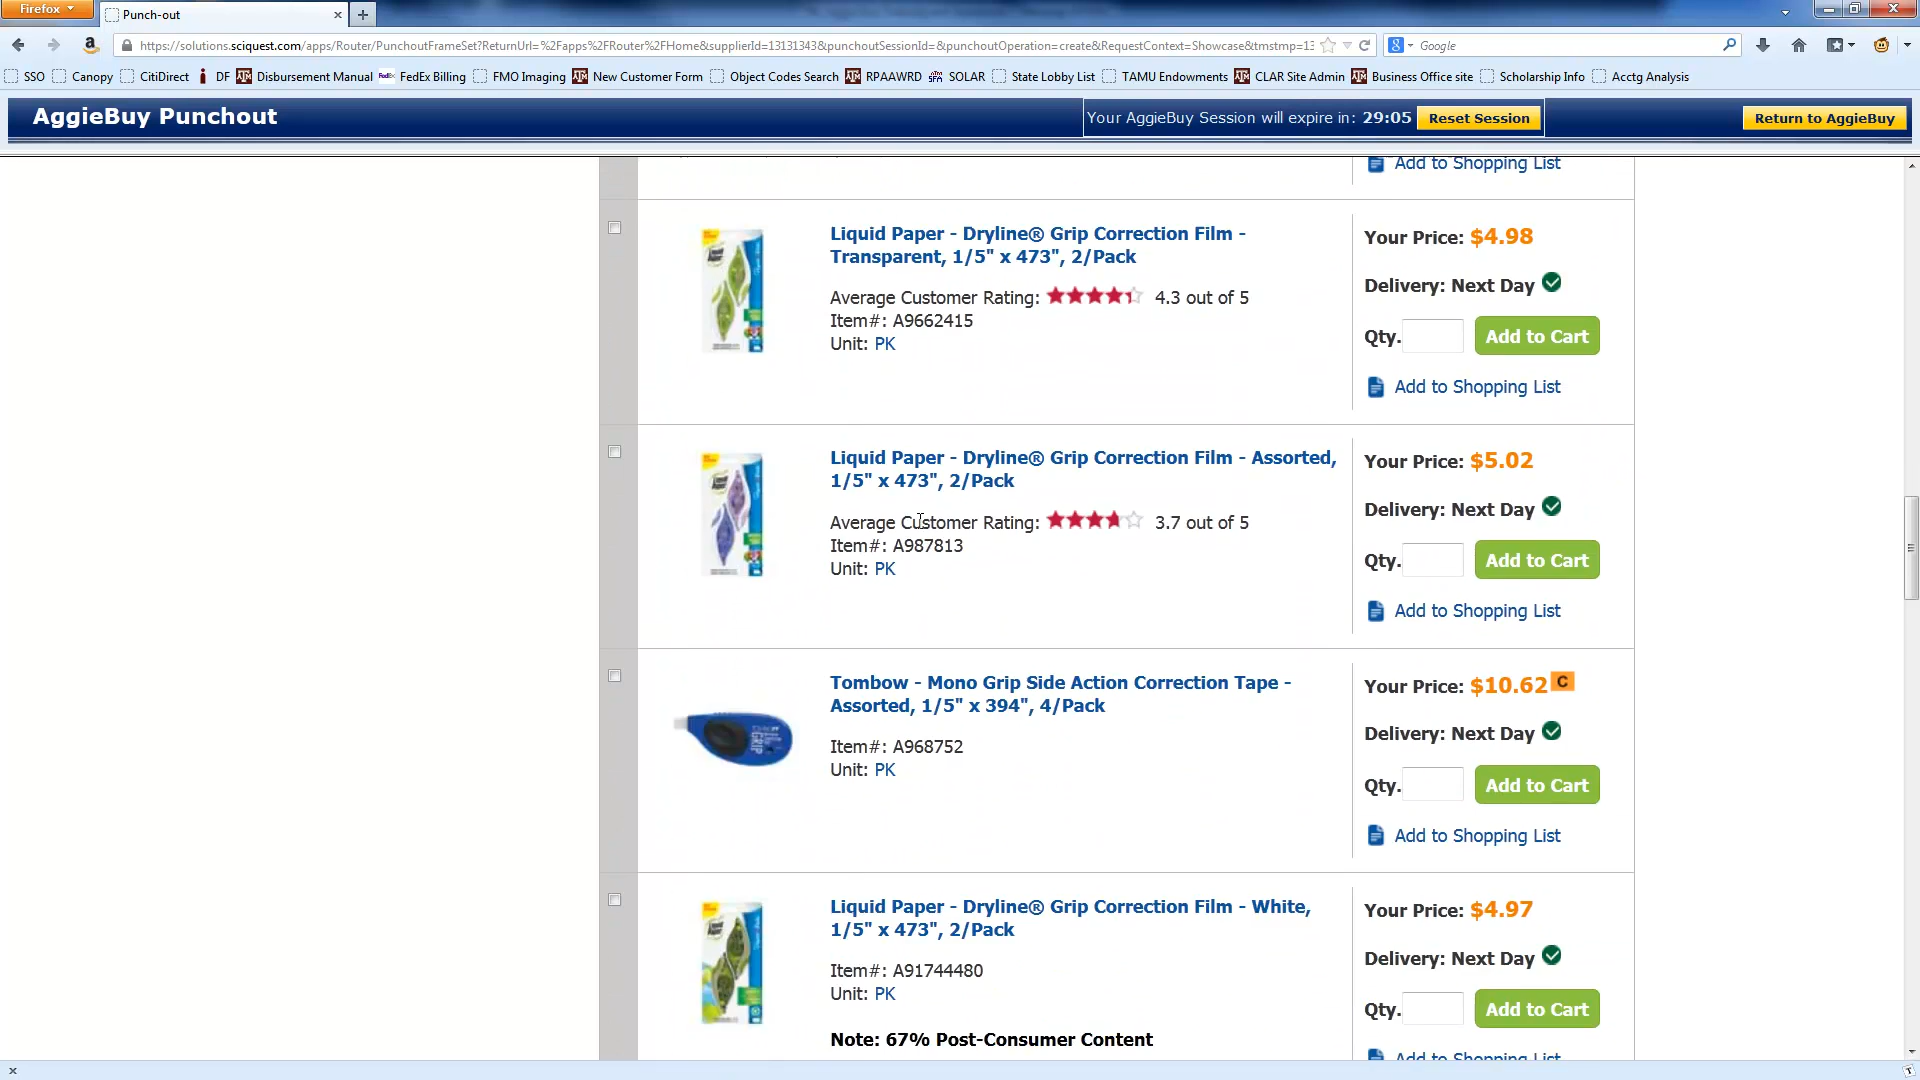 Firefox
Punch-out
https://solutions.sciquest.com/apps/Router/PunchoutFrameSet?ReturnUrl=%2Fapps%2FRouter%2FHome&supplierId=13131343&punchoutSessionId=&punchoutOperation=create&RequestContext=Showcase&tmstmp=13
Google
SSO Canopy CitiDirect DF Disbursement Manual FedEx Billing FMO Imaging New Customer Form Object Codes Search RPAAWRD SOLAR State Lobby List TAMU Endowments CLAR Site Admin Business Office site Scholarship Info Acctg Analysis
AggieBuy Punchout
Your AggieBuy Session will expire in: 29:05 Reset Session
Return to AggieBuy
Add to Shopping List
Liquid Paper - Dryline® Grip Correction Film -
Transparent, 1/5" x 473", 2/Pack
Average Customer Rating: 4.3 out of 5
Item#: A9662415
Unit: PK
Your Price: $4.98
Delivery: Next Day
Qty. Add to Cart
Add to Shopping List
Liquid Paper - Dryline® Grip Correction Film - Assorted,
1/5" x 473", 2/Pack
Average Customer Rating: 3.7 out of 5
Item#: A987813
Unit: PK
Your Price: $5.02
Delivery: Next Day
Qty. Add to Cart
Add to Shopping List
Tombow - Mono Grip Side Action Correction Tape -
Assorted, 1/5" x 394", 4/Pack
Item#: A968752
Unit: PK
Your Price: $10.62 C
Delivery: Next Day
Qty. Add to Cart
Add to Shopping List
Liquid Paper - Dryline® Grip Correction Film - White,
1/5" x 473", 2/Pack
Item#: A91744480
Unit: PK
Note: 67% Post-Consumer Content
Your Price: $4.97
Delivery: Next Day
Qty. Add to Cart
Add to Shopping List